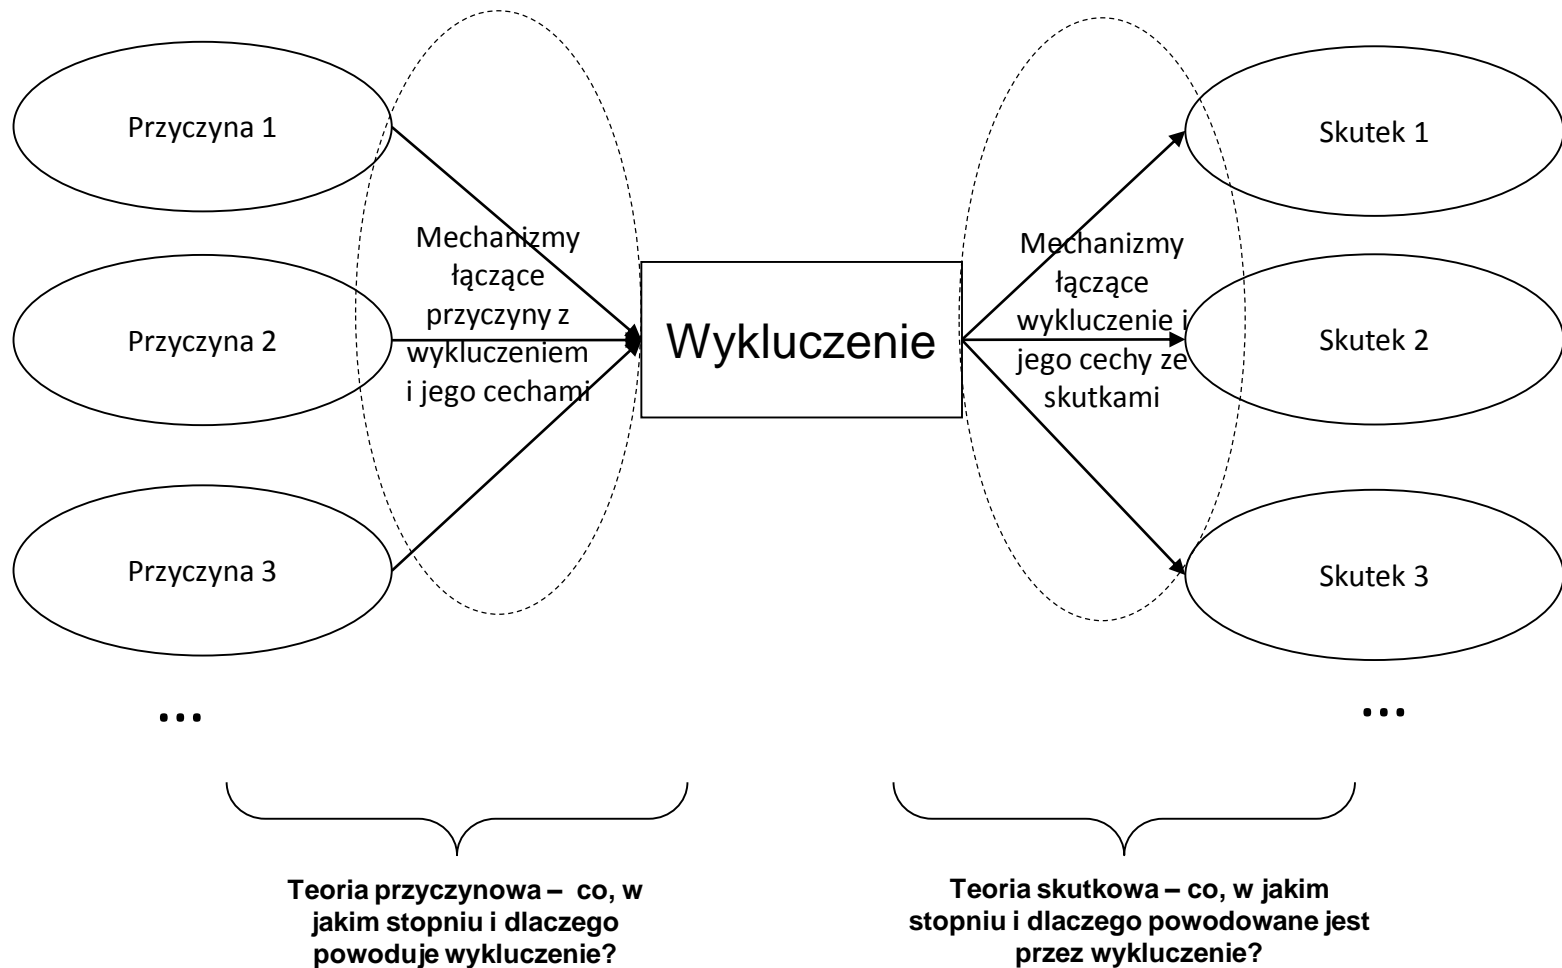 Przyczyna 1
Przyczyna 2
Przyczyna 3
...
Mechanizmy
łączące
przyczyny z
wykluczeniem
i jego cechami
Wykluczenie
Mechanizmy
łączące
wykluczenie i
jego cechy ze
skutkami
Skutek 1
Skutek 2
Skutek 3
...
Teoria przyczynowa – co, w
jakim stopniu i dlaczego
powoduje wykluczenie?
Teoria skutkowa – co, w jakim
stopniu i dlaczego powodowane jest
przez wykluczenie?